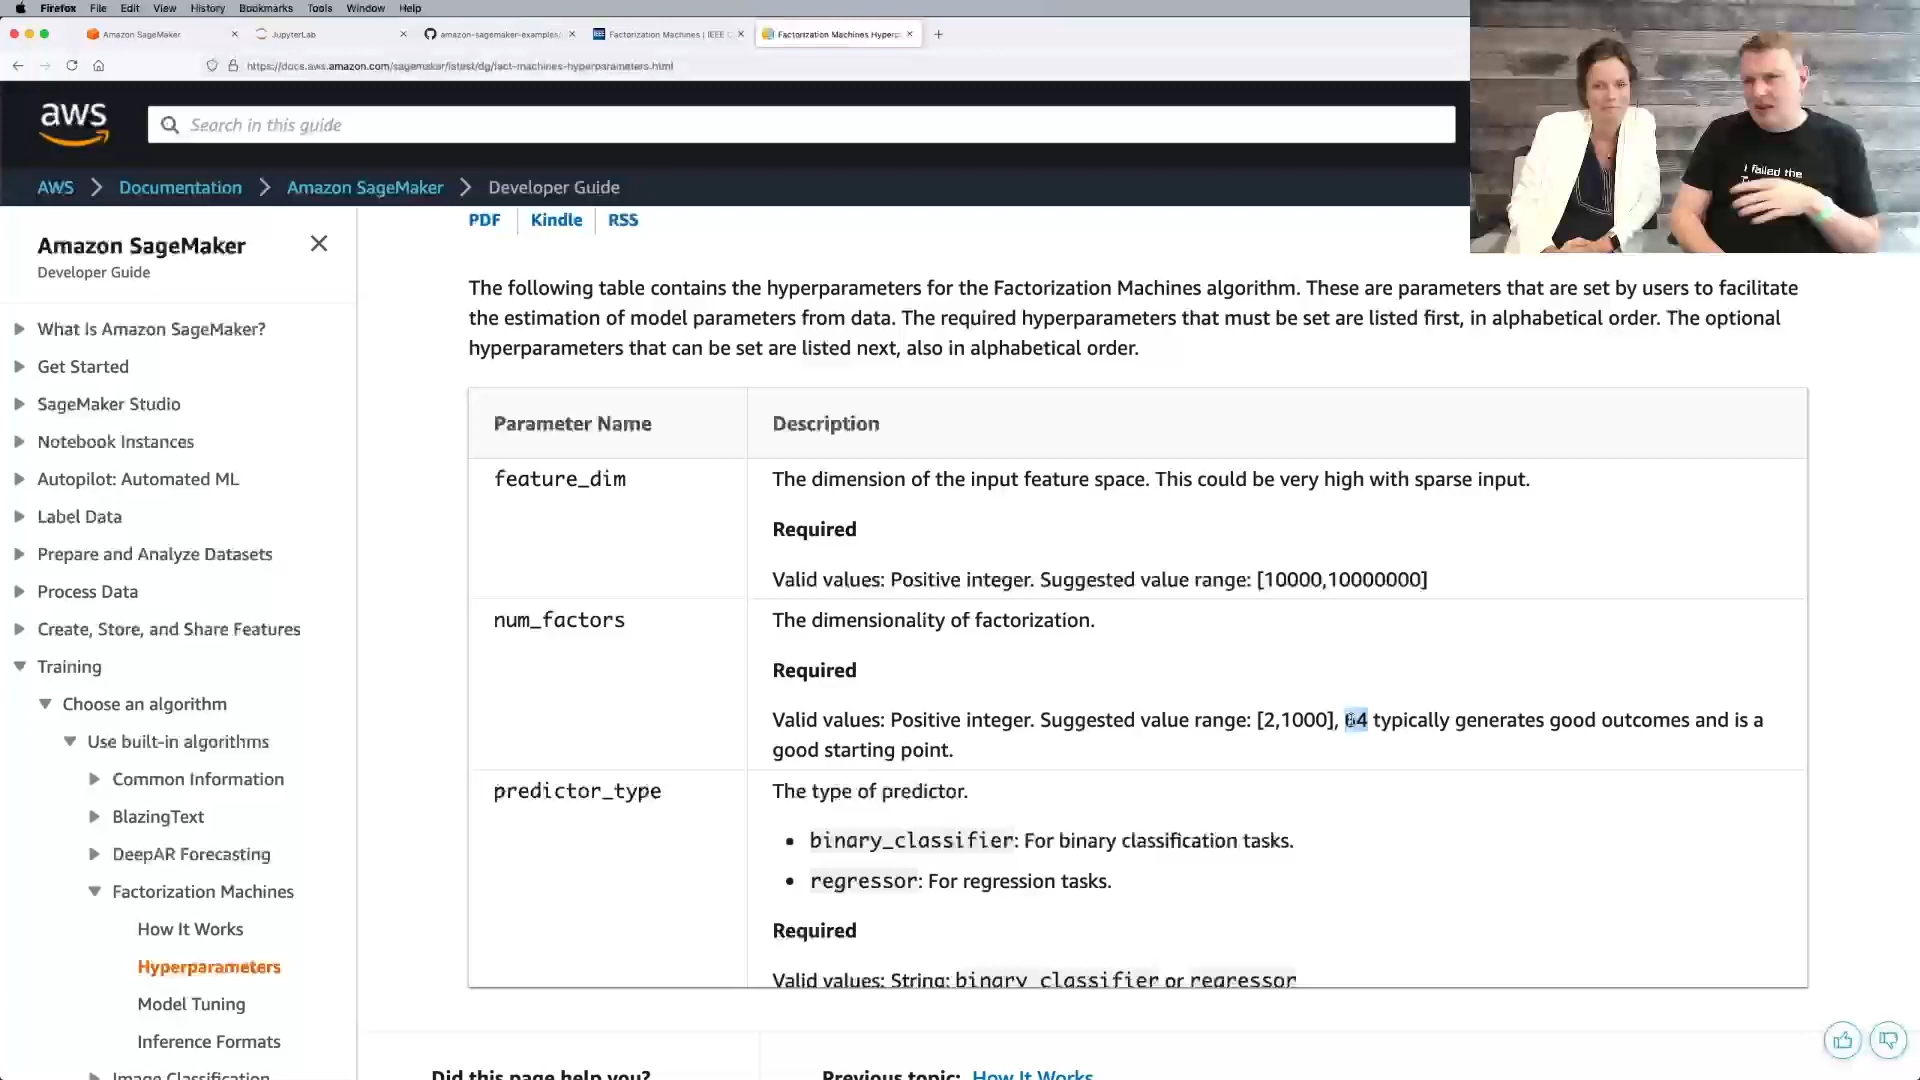 Firefox File Edit View History Bookmarks Tools Window Help
Amazon SageMaker
JupyterLab
amazon-sagemaker-examples
Factorization Machines | IEEE C
Factorization Machines Hyperp
https://docs.aws.amazon.com/sagemaker/latest/dg/fact-machines-hyperparameters.html
aws
Search in this guide
AWS > Documentation > Amazon SageMaker > Developer Guide
I failed the
PDF Kindle RSS
Amazon SageMaker
Developer Guide
What Is Amazon SageMaker?
Get Started
SageMaker Studio
Notebook Instances
Autopilot: Automated ML
Label Data
Prepare and Analyze Datasets
Process Data
Create, Store, and Share Features
Training
Choose an algorithm
Use built-in algorithms
Common Information
BlazingText
DeepAR Forecasting
Factorization Machines
How It Works
Hyperparameters
Model Tuning
Inference Formats
Image Classification
The following table contains the hyperparameters for the Factorization Machines algorithm. These are parameters that are set by users to facilitate
the estimation of model parameters from data. The required hyperparameters that must be set are listed first, in alphabetical order. The optional
hyperparameters that can be set are listed next, also in alphabetical order.
Parameter Name Description
feature_dim The dimension of the input feature space. This could be very high with sparse input.
Required
Valid values: Positive integer. Suggested value range: [10000,10000000]
num_factors The dimensionality of factorization.
Required
Valid values: Positive integer. Suggested value range: [2,1000], 64 typically generates good outcomes and is a
good starting point.
predictor_type The type of predictor.
• binary_classifier: For binary classification tasks.
• regressor: For regression tasks.
Required
Valid values: String: binary_classifier or regressor
Did this page help you?
Previous topic: How It Works